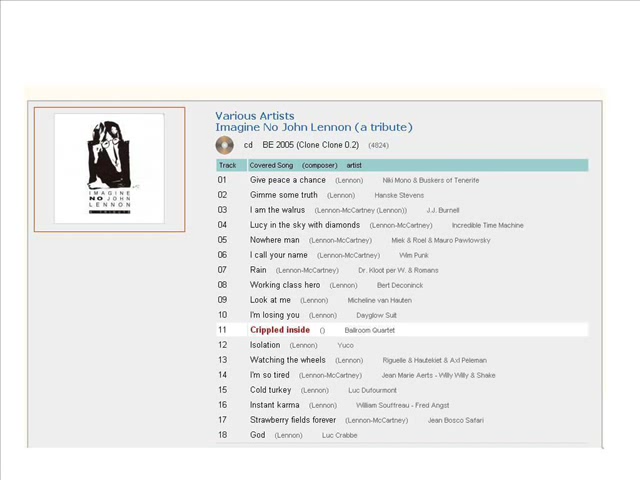 IMAGINE
NO JOHN
LENNON
Various Artists
Imagine No John Lennon (a tribute)
cd BE 2005 (Clone Clone 0.2) (4824)
Track Covered Song (composer) artist
01 Give peace a chance (Lennon) Niki Mono & Buskers of Tenerife
02 Gimme some truth (Lennon) Hanske Stevens
03 I am the walrus (Lennon-McCartney (Lennon)) J.J. Burnell
04 Lucy in the sky with diamonds (Lennon-McCartney) Incredible Time Machine
05 Nowhere man (Lennon-McCartney) Miek & Roel & Mauro Pawlowsky
06 I call your name (Lennon-McCartney) Wim Punk
07 Rain (Lennon-McCartney) Dr. Kloot per W. & Romans
08 Working class hero (Lennon) Bert Deconinck
09 Look at me (Lennon) Micheline van Hauten
10 I'm losing you (Lennon) Dayglow Suit
11 Crippled inside () Ballroom Quartet
12 Isolation (Lennon) Yuco
13 Watching the wheels (Lennon) Riguelle & Hautekiet & Axl Peleman
14 I'm so tired (Lennon-McCartney) Jean Marie Aerts - Willy Willy & Shake
15 Cold turkey (Lennon) Luc Dufourmont
16 Instant karma (Lennon) William Souffreau - Fred Angst
17 Strawberry fields forever (Lennon-McCartney) Jean Bosco Safari
18 God (Lennon) Luc Crabbe